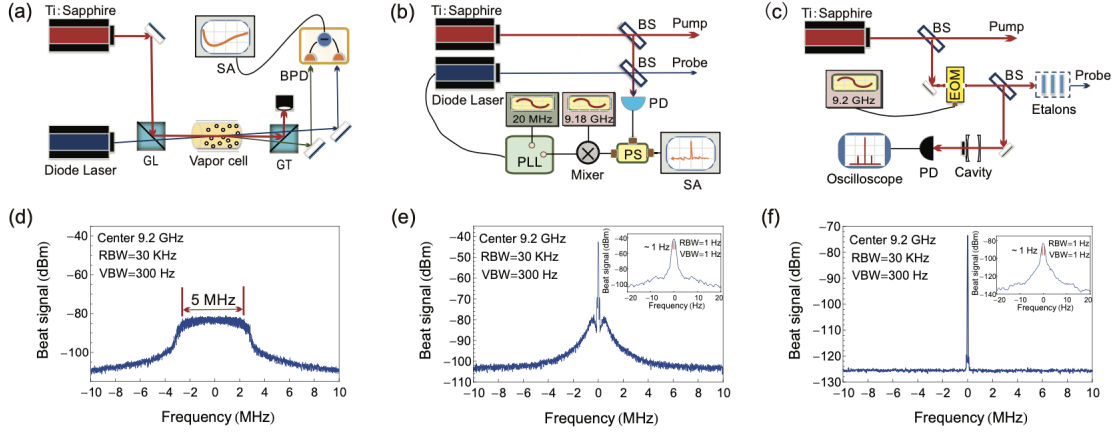 (a)
Ti:Sapphire
SA
BPD
Diode Laser
GL
Vapor cell
GT
(b)
Ti:Sapphire
BS
Pump
BS
Probe
Diode Laser
20 MHz
9.18 GHz
PD
PLL
Mixer
PS
SA
(c)
Ti:Sapphire
BS
Pump
9.2 GHz
EOM
BS
Probe
Etalons
Oscilloscope
PD
Cavity
(d)
Center 9.2 GHz
RBW=30 KHz
VBW=300 Hz
5 MHz
Beat signal (dBm)
−40
−60
−80
−100
−10 −8 −6 −4 −2 0 2 4 6 8 10
Frequency (MHz)
(e)
Center 9.2 GHz
RBW=30 KHz
VBW=300 Hz
Beat signal (dBm)
−40
−50
−60
−70
−80
−90
−100
−110
−10 −8 −6 −4 −2 0 2 4 6 8 10
Frequency (MHz)
~ 1 Hz
RBW=1 Hz
VBW=1 Hz
Beat signal (dBm)
−40
−60
−80
−100
−20 −10 0 10 20
Frequency (MHz)
(f)
Center 9.2 GHz
RBW=30 KHz
VBW=300 Hz
Beat signal (dBm)
−70
−80
−90
−100
−110
−120
−130
−10 −8 −6 −4 −2 0 2 4 6 8 10
Frequency (MHz)
~ 1 Hz
RBW=1 Hz
VBW=1 Hz
Beat signal (dBm)
−80
−100
−120
−140
−20 −10 0 10 20
Frequency (MHz)